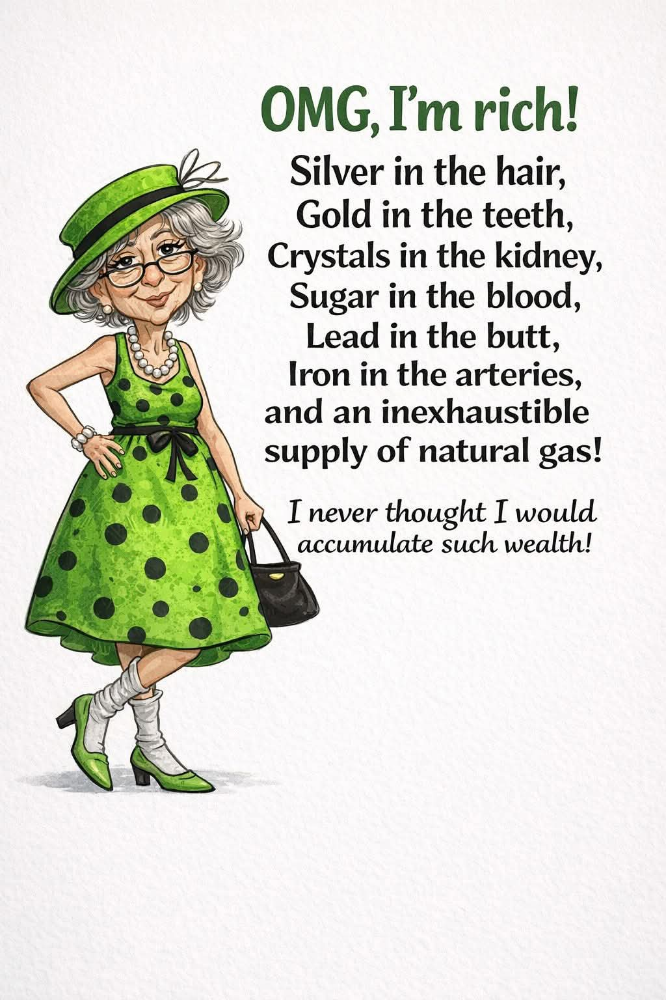 OMG, I'm rich!
Silver in the hair,
Gold in the teeth,
Crystals in the kidney,
Sugar in the blood,
Lead in the butt,
Iron in the arteries,
and an inexhaustible
supply of natural gas!
I never thought I would
accumulate such wealth!